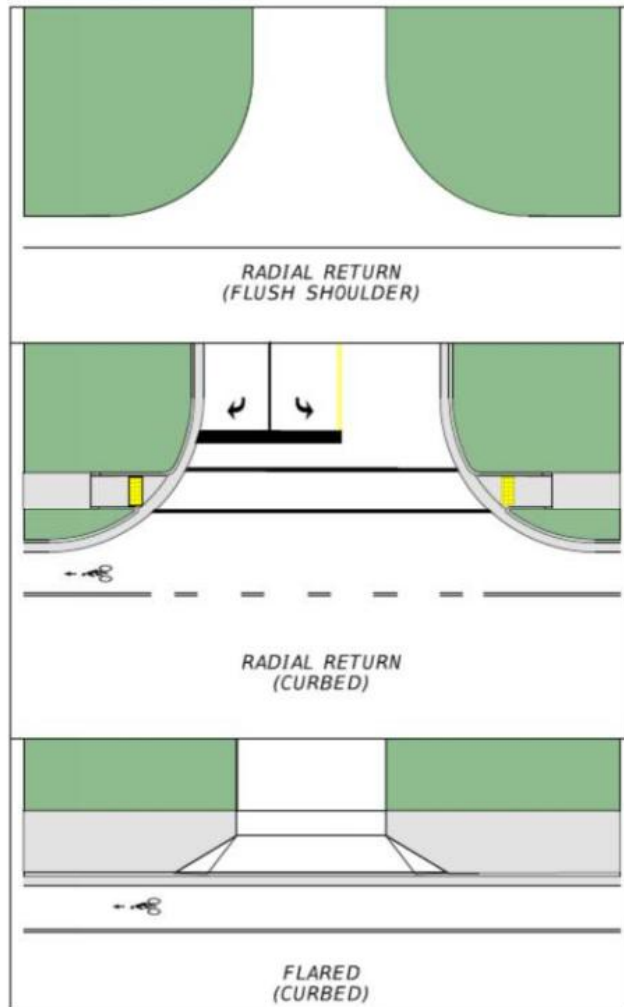 RADIAL RETURN
(FLUSH SHOULDER)
RADIAL RETURN
(CURBED)
FLARED
(CURBED)